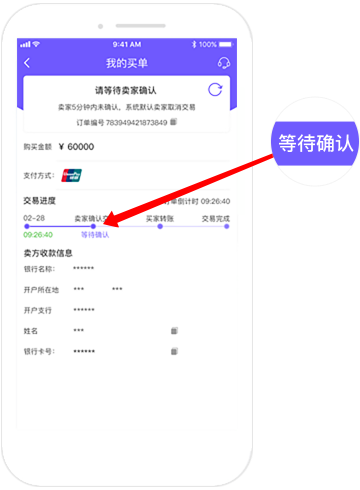 9:41 AM
100%
我的买单
请等待卖家确认
卖家5分钟内未确认，系统默认卖家取消交易
订单编号 783949421873849
等待确认
购买金额 ¥ 60000
支付方式：
交易进度
订单倒计时 09:26:40
02-28 卖家确认交 买家转账 交易完成
09:26:40 等待确认
卖方收款信息
银行名称： ******
开户所在地 *** ***
开户支行 ******
姓名 ***
银行卡号： ******